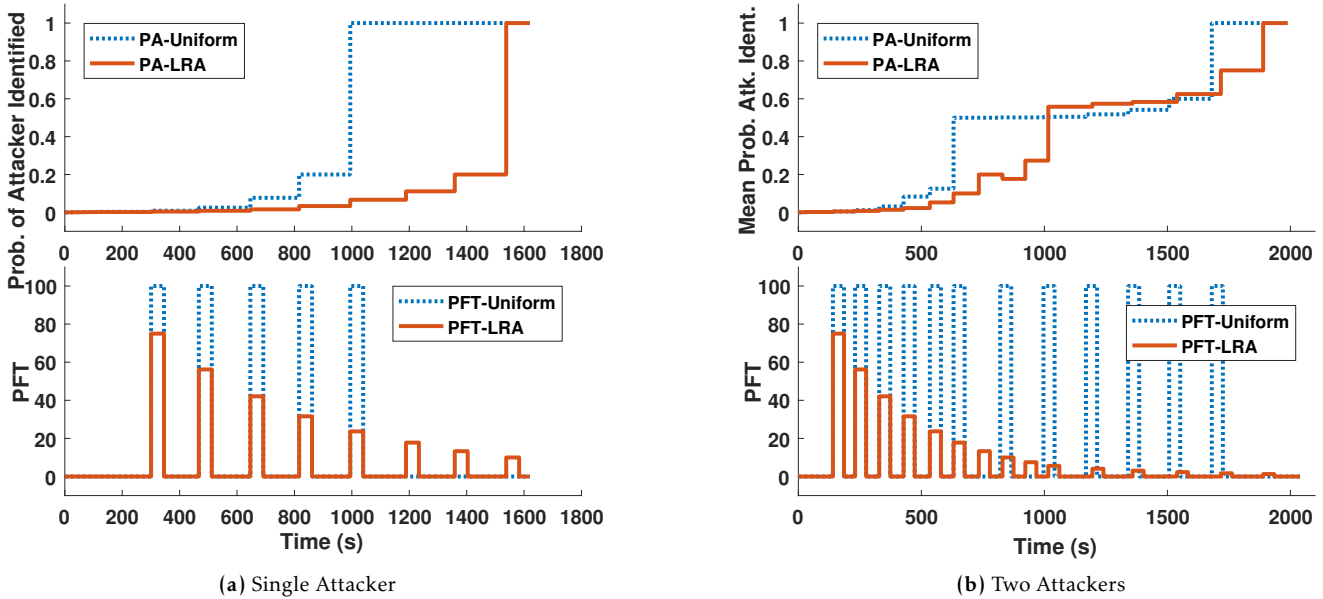 Prob. of Attacker Identified
1
0.8
0.6
0.4
0.2
0
PA-Uniform
PA-LRA
0 200 400 600 800 1000 1200 1400 1600 1800
PFT
100
80
60
40
20
0
PFT-Uniform
PFT-LRA
0 200 400 600 800 1000 1200 1400 1600 1800
Time (s)
(a) Single Attacker
Mean Prob. Atk. Ident.
1
0.8
0.6
0.4
0.2
0
PA-Uniform
PA-LRA
0 500 1000 1500 2000
PFT
100
80
60
40
20
0
PFT-Uniform
PFT-LRA
0 500 1000 1500 2000
Time (s)
(b) Two Attackers